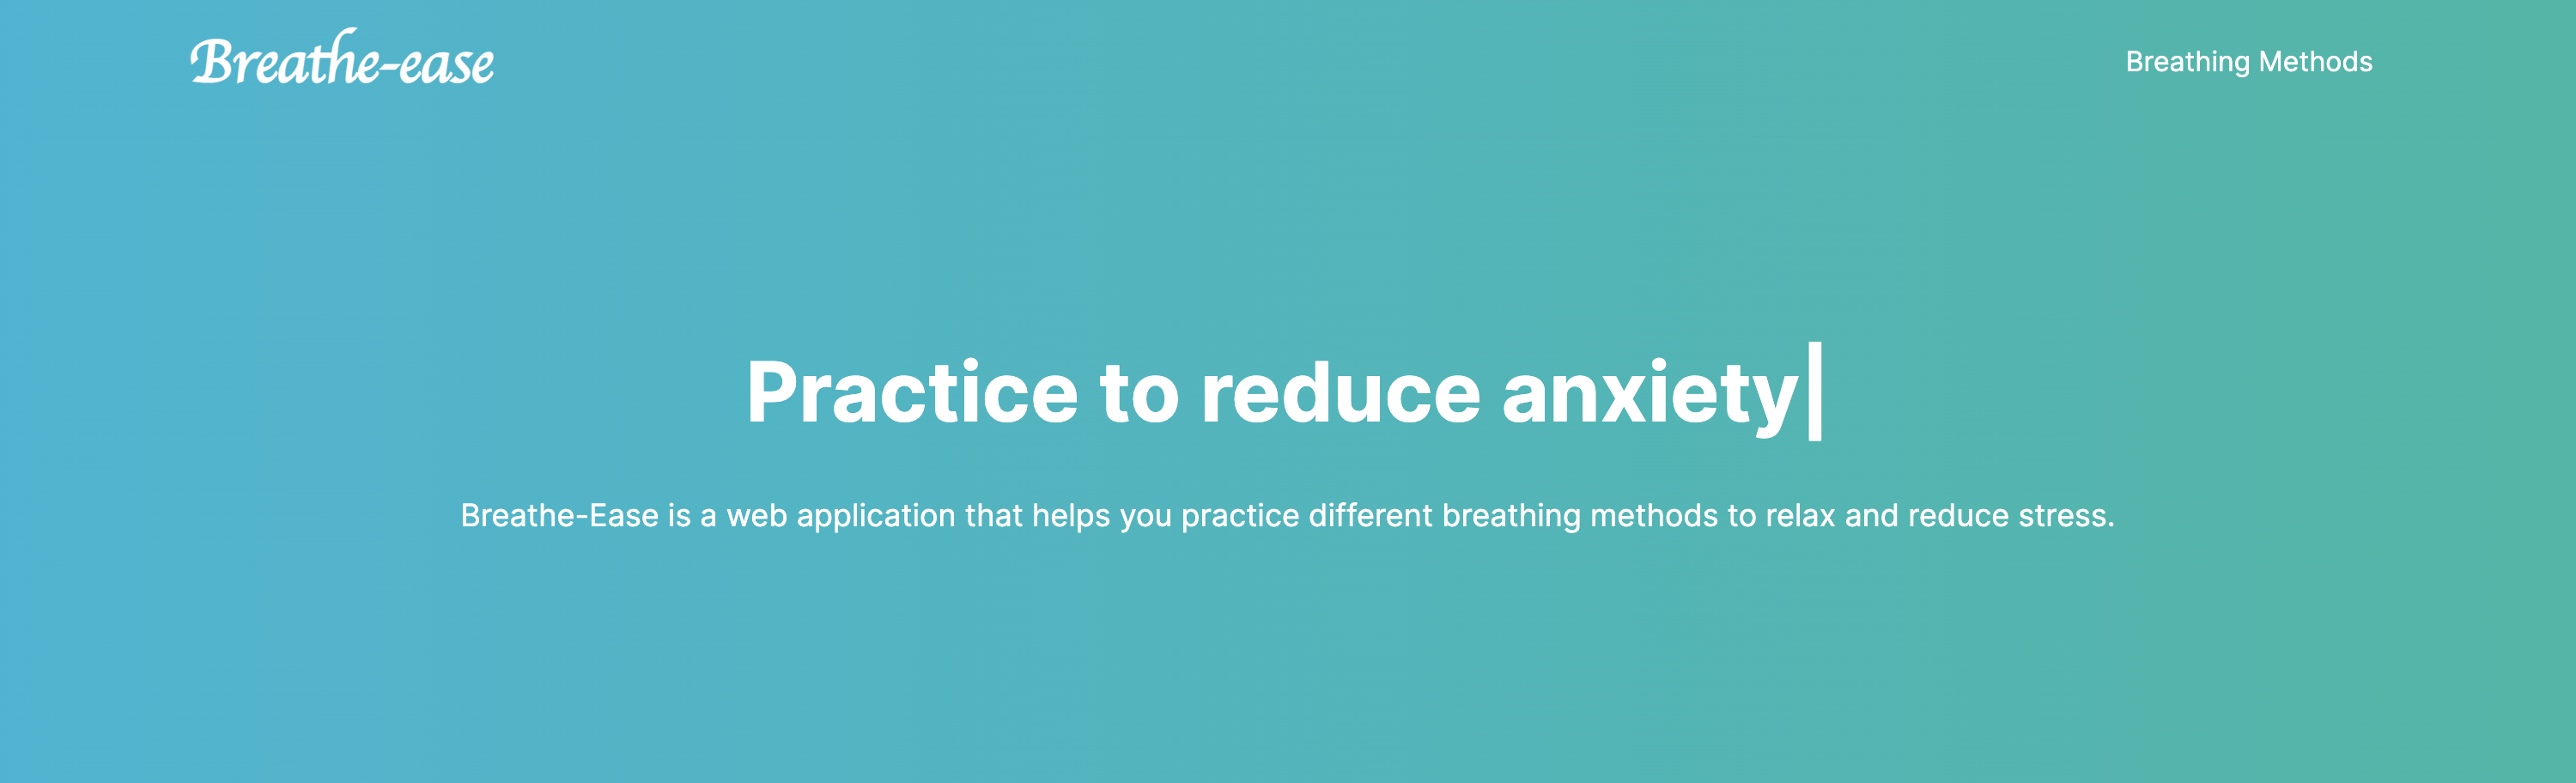 Breathe-ease
Breathing Methods
Practice to reduce anxiety|
Breathe-Ease is a web application that helps you practice different breathing methods to relax and reduce stress.